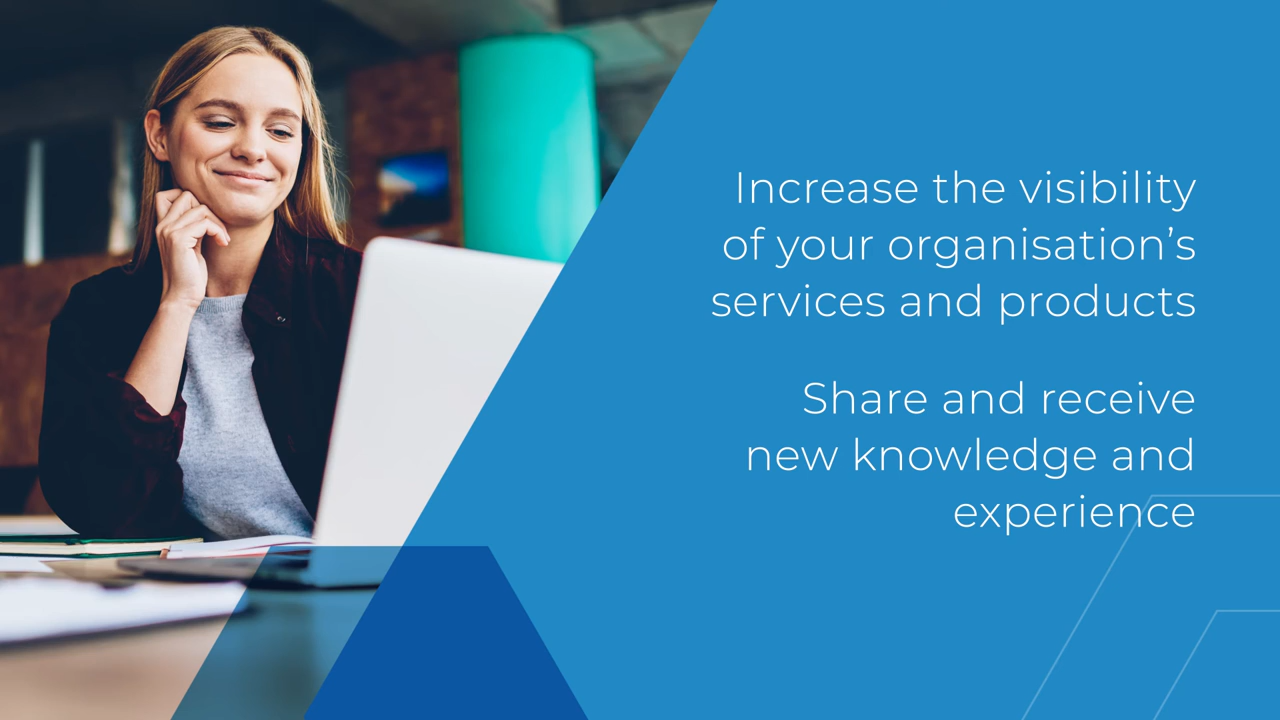 Increase the visibility
of your organisation’s
services and products
Share and receive
new knowledge and
experience